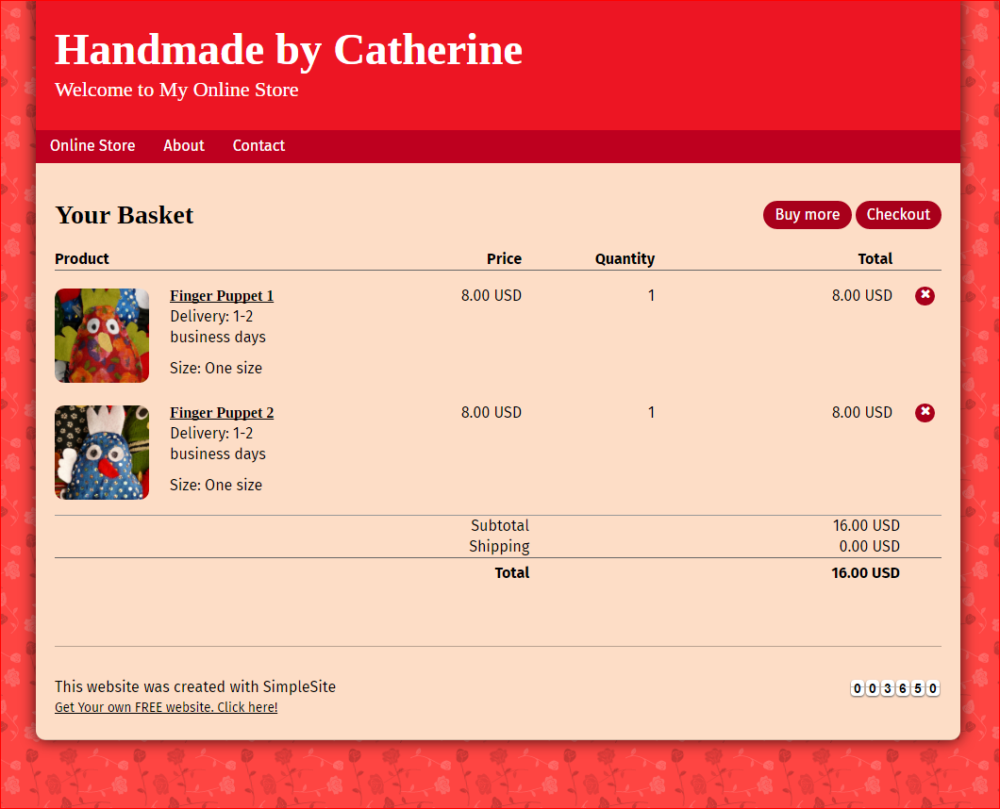 Handmade by Catherine
Welcome to My Online Store
Online Store About Contact
Your Basket
Buy more Checkout
Product Price Quantity Total
Finger Puppet 1 8.00 USD 1 8.00 USD
Delivery: 1-2
business days
Size: One size
Finger Puppet 2 8.00 USD 1 8.00 USD
Delivery: 1-2
business days
Size: One size
Subtotal 16.00 USD
Shipping 0.00 USD
Total 16.00 USD
This website was created with SimpleSite
003650
Get Your own FREE website. Click here!